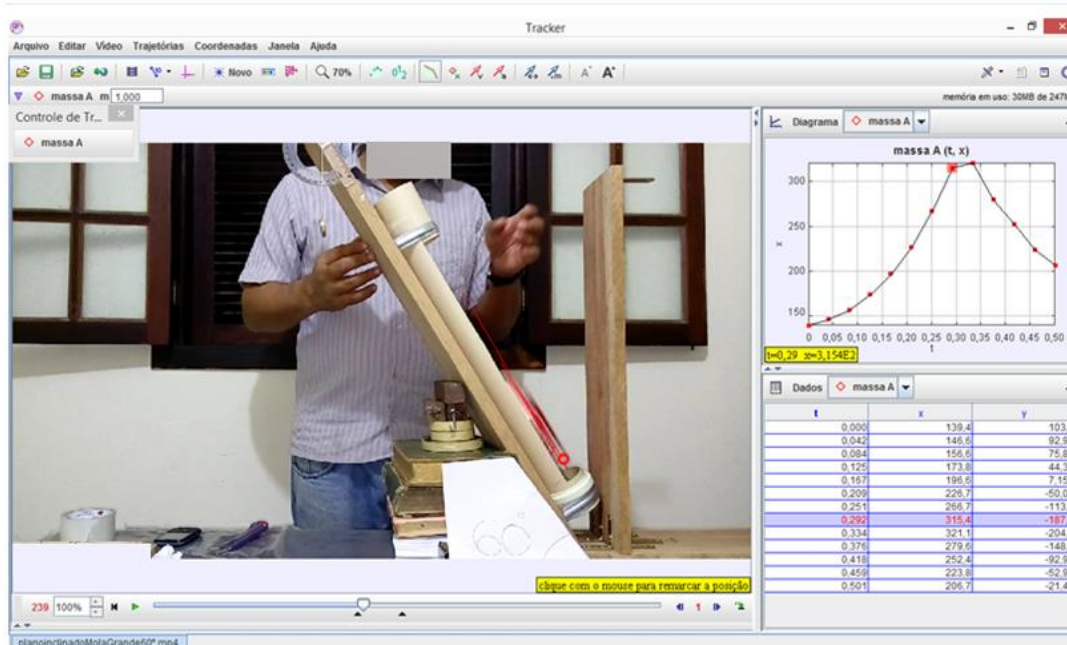 Tracker
Arquivo Editar Vídeo Trajetórias Coordenadas Janela Ajuda
Novo 70% A˅ A˄
massa A m 1,000
memória em uso: 30MB de 247
Controle de Tr...
massa A
Diagrama massa A
massa A (t, x)
300
250
x
200
150
0 0,05 0,10 0,15 0,20 0,25 0,30 0,35 0,40 0,45 0,50
t
t=0,29 x=3,154E2
Dados massa A
t x y
0,000 139,4 103,
0,042 146,6 92,9
0,084 156,6 75,8
0,125 173,8 44,3
0,167 196,6 7,15
0,209 226,7 -50,0
0,251 266,7 -113,
0,292 315,4 -187,
0,334 321,1 -204,
0,376 279,6 -148,
0,418 252,4 -92,9
0,459 223,8 -52,9
0,501 206,7 -21,4
clique com o mouse para remarcar a posição
239 100% 1
planoinclinadoMolaGrande60°.mp4